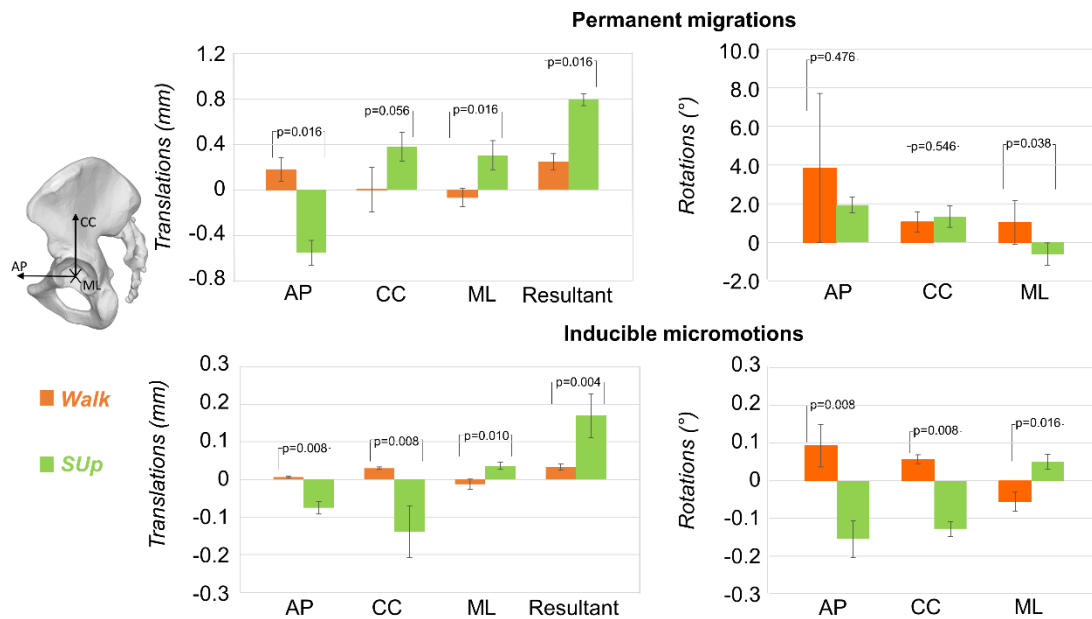 Permanent migrations
Translations (mm)
1.2
0.8
0.4
0
-0.4
-0.8
p=0.016
p=0.056
p=0.016
p=0.016
AP
CC
ML
Resultant
Rotations (°)
10.0
8.0
6.0
4.0
2.0
0
-2.0
p=0.476
p=0.546
p=0.038
AP
CC
ML
CC
AP
ML
Walk
SUp
Inducible micromotions
Translations (mm)
0.3
0.2
0.1
0
-0.1
-0.2
-0.3
p=0.008
p=0.008
p=0.010
p=0.004
AP
CC
ML
Resultant
Rotations (°)
0.3
0.2
0.1
0
-0.1
-0.2
-0.3
p=0.008
p=0.008
p=0.016
AP
CC
ML